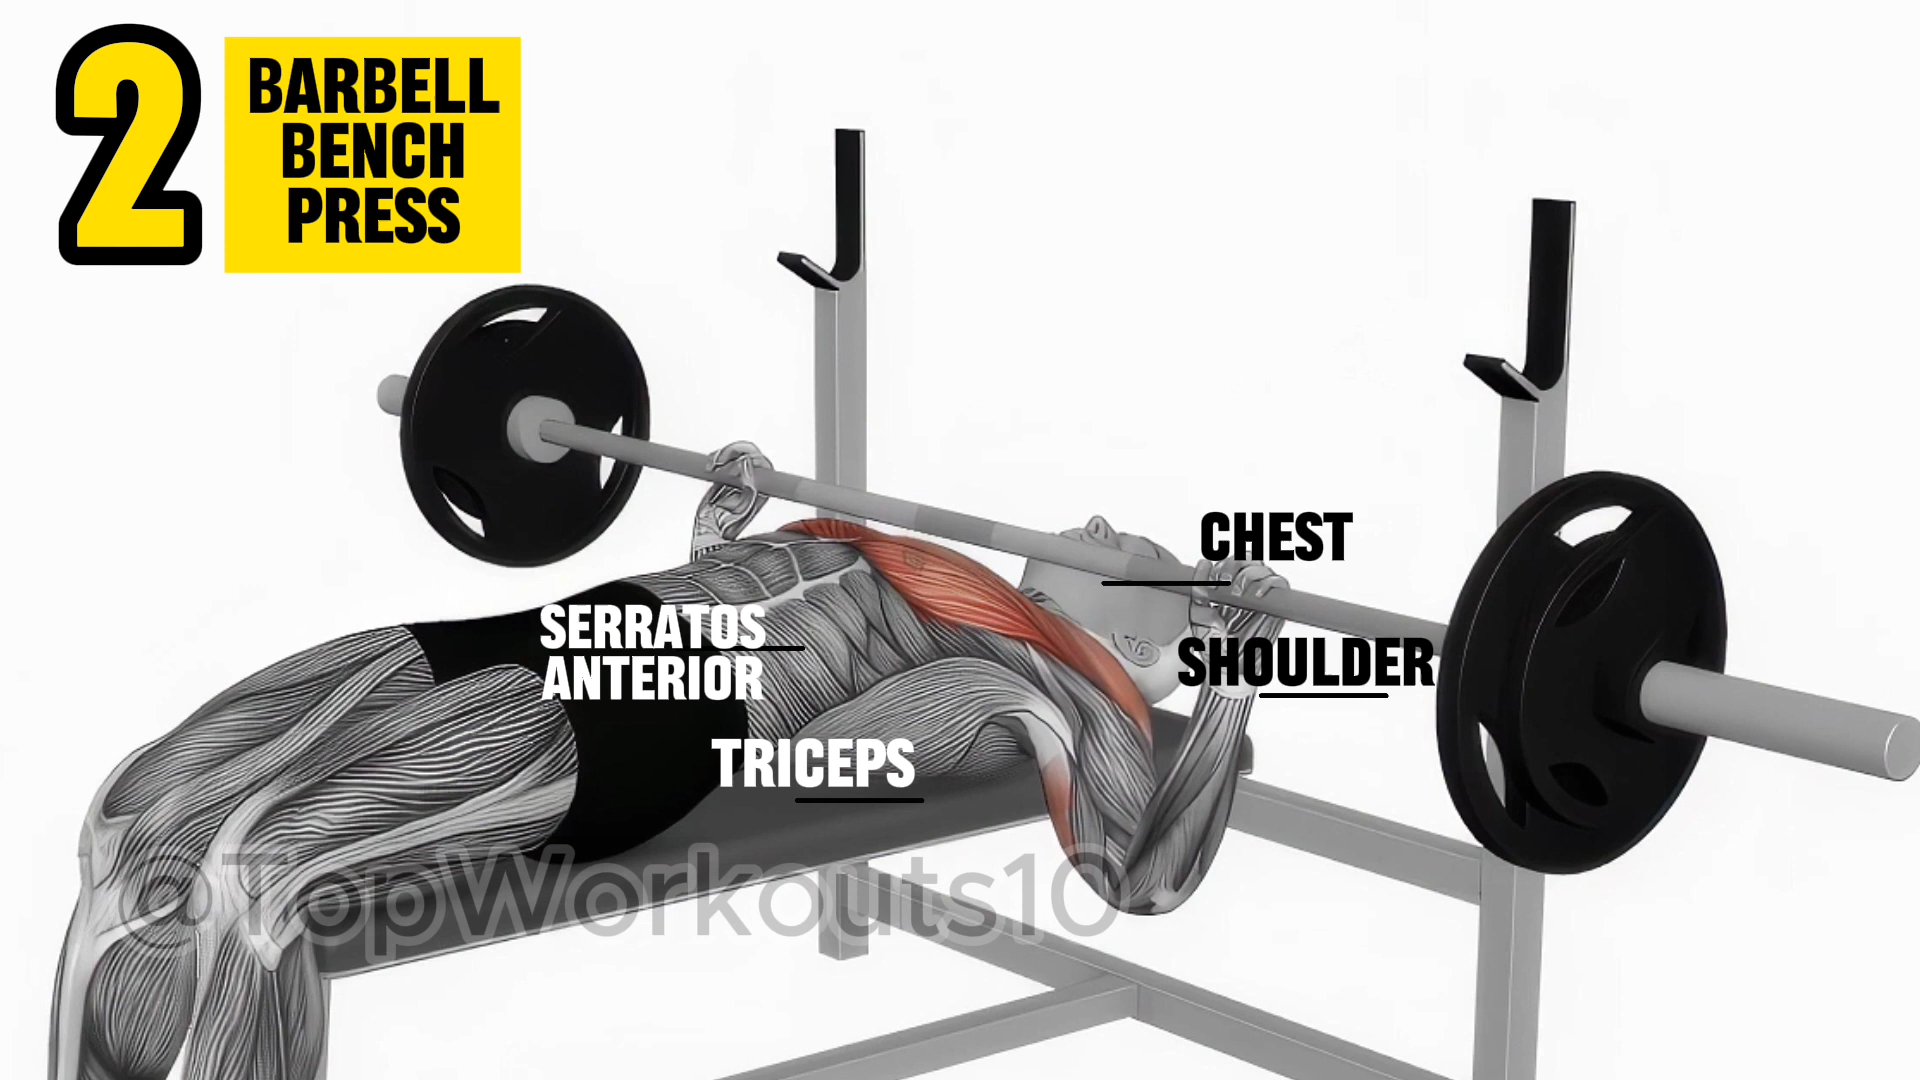 2
BARBELL
BENCH
PRESS
CHEST
SERRATOS
ANTERIOR
SHOULDER
TRICEPS
@TopWorkouts10